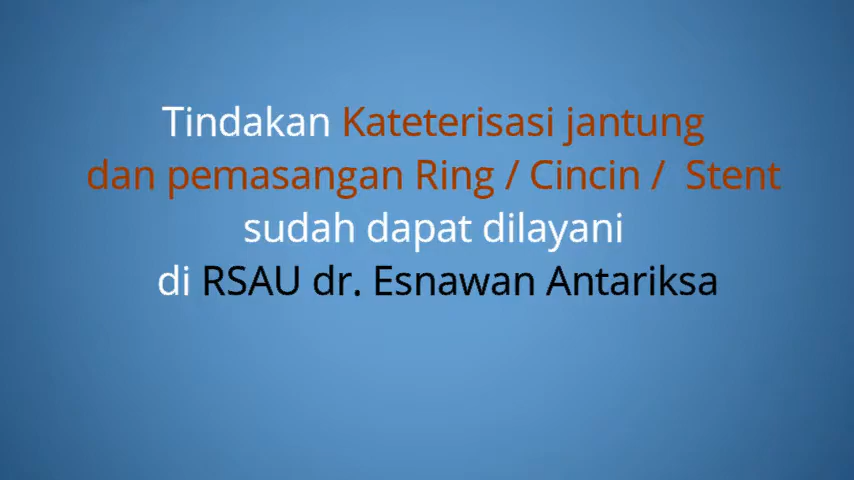 Tindakan Kateterisasi jantung
dan pemasangan Ring / Cincin / Stent
sudah dapat dilayani
di RSAU dr. Esnawan Antariksa